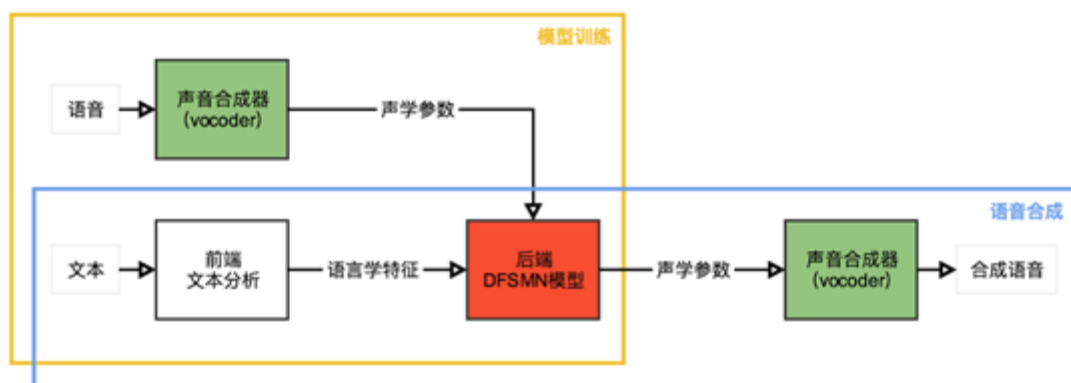 模型训练
语音
声音合成器
(vocoder)
声学参数
语音合成
文本
前端
文本分析
语言学特征
后端
DFSMN模型
声学参数
声音合成器
(vocoder)
合成语音